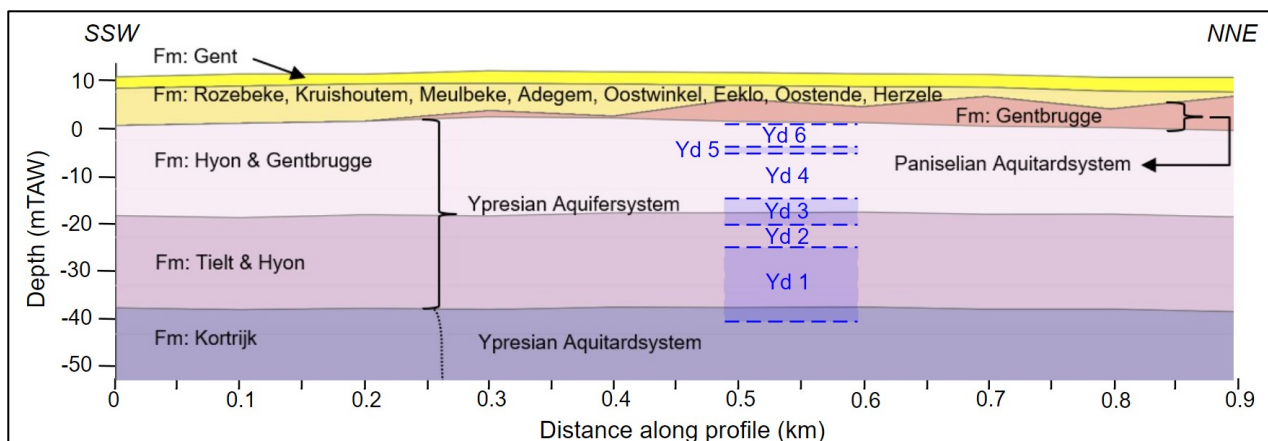 SSW
NNE
Fm: Gent
10
Fm: Rozebeke, Kruishoutem, Meulbeke, Adegem, Oostwinkel, Eeklo, Oostende, Herzele
Fm: Gentbrugge
0
Yd 6
Yd 5
Fm: Hyon & Gentbrugge
Paniselian Aquitardsystem
-10
Yd 4
Ypresian Aquifersystem
Yd 3
-20
Yd 2
Fm: Tielt & Hyon
Yd 1
-30
-40
Fm: Kortrijk
Ypresian Aquitardsystem
-50
Depth (mTAW)
0 0.1 0.2 0.3 0.4 0.5 0.6 0.7 0.8 0.9
Distance along profile (km)